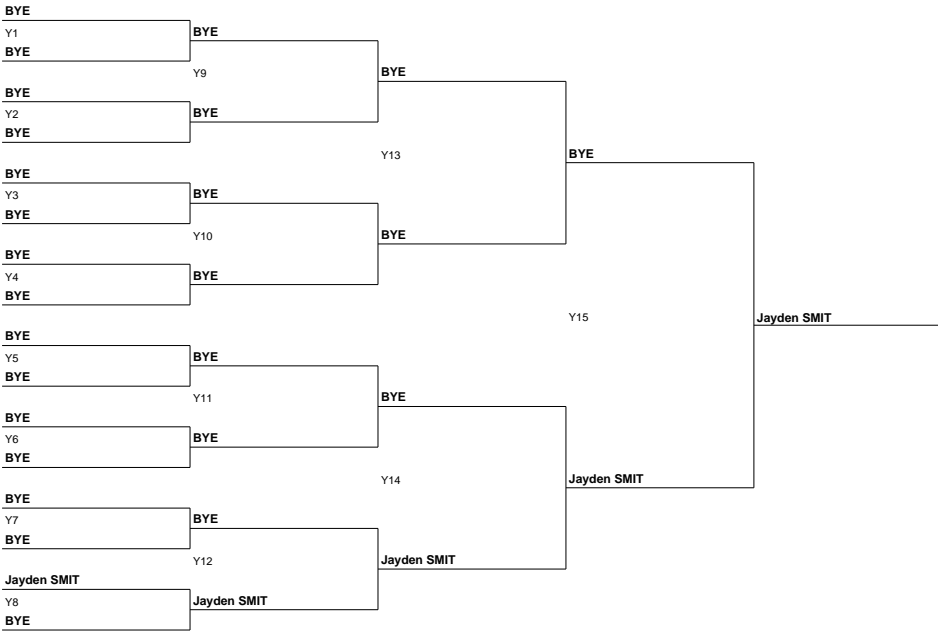 BYE
Y1
BYE
BYE
Y9
BYE
BYE
Y2
BYE
BYE
Y13
BYE
BYE
Y3
BYE
BYE
Y10
BYE
BYE
Y4
BYE
BYE
Y15
Jayden SMIT
BYE
Y5
BYE
BYE
Y11
BYE
BYE
Y6
BYE
BYE
Y14
Jayden SMIT
BYE
Y7
BYE
BYE
Y12
Jayden SMIT
Jayden SMIT
Y8
Jayden SMIT
BYE